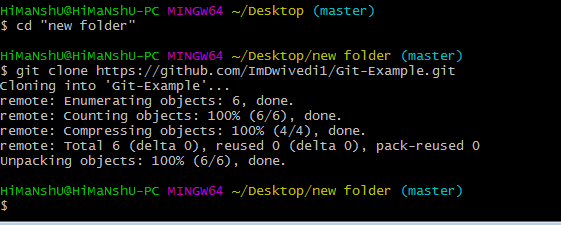 HiMaNshU@HiMaNshU-PC MINGW64 ~/Desktop (master)
$ cd "new folder"
HiMaNshU@HiMaNshU-PC MINGW64 ~/Desktop/new folder (master)
$ git clone https://github.com/ImDwivedi1/Git-Example.git
Cloning into 'Git-Example'...
remote: Enumerating objects: 6, done.
remote: Counting objects: 100% (6/6), done.
remote: Compressing objects: 100% (4/4), done.
remote: Total 6 (delta 0), reused 0 (delta 0), pack-reused 0
Unpacking objects: 100% (6/6), done.
HiMaNshU@HiMaNshU-PC MINGW64 ~/Desktop/new folder (master)
$